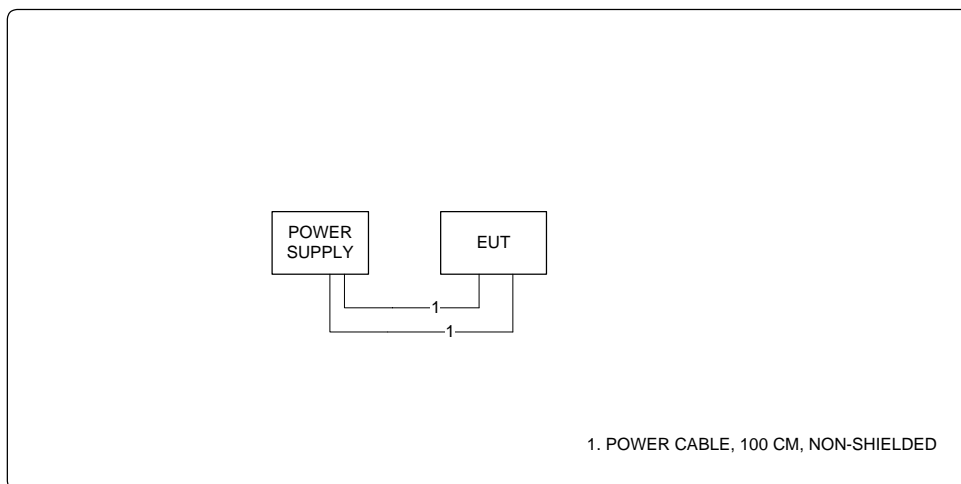 POWER
SUPPLY
EUT
1
1
1. POWER CABLE, 100 CM, NON-SHIELDED